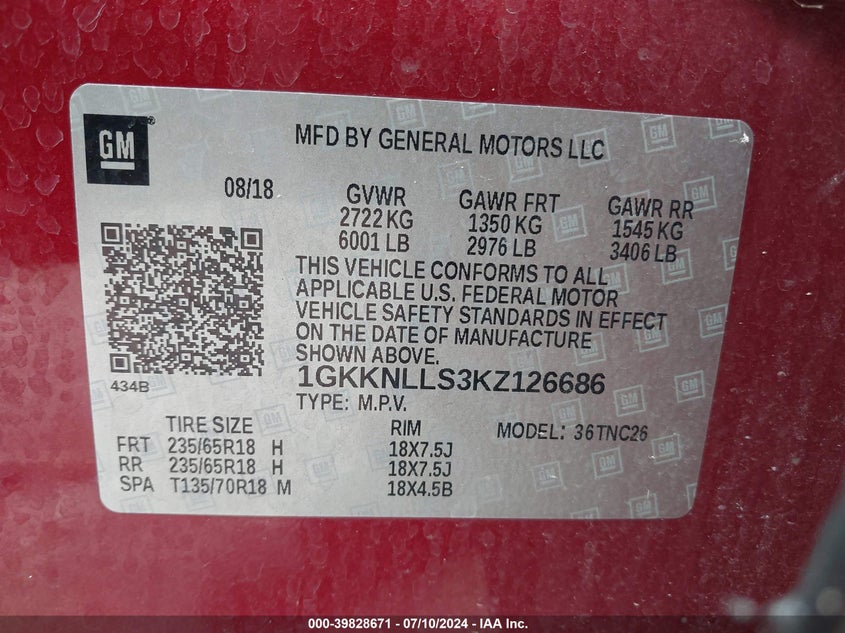 GM
MFD BY GENERAL MOTORS LLC
08/18
GVWR
2722 KG
6001 LB
GAWR FRT
1350 KG
2976 LB
GAWR RR
1545 KG
3406 LB
THIS VEHICLE CONFORMS TO ALL
APPLICABLE U.S. FEDERAL MOTOR
VEHICLE SAFETY STANDARDS IN EFFECT
ON THE DATE OF MANUFACTURE
SHOWN ABOVE.
434B
1GKKNLLS3KZ126686
TYPE: M.P.V.
TIRE SIZE RIM MODEL: 36TNC26
FRT 235/65R18 H 18X7.5J
RR 235/65R18 H 18X7.5J
SPA T135/70R18 M 18X4.5B
000-39828671 / 07/10/2024 - IAA Inc.